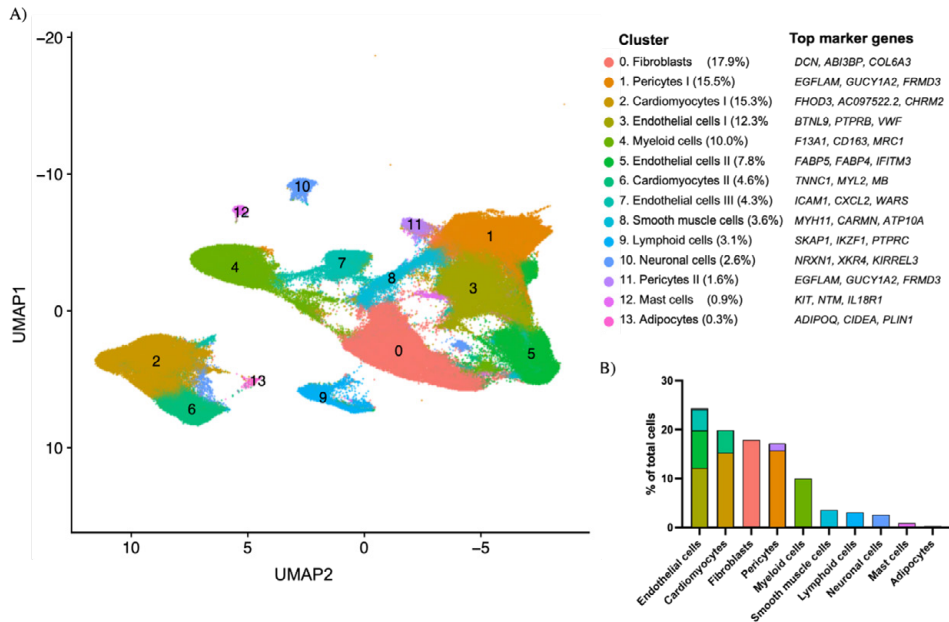 A)
−20
−10
0
10
UMAP1
10
5
0
−5
UMAP2
0
1
2
3
4
5
6
7
8
9
10
11
12
13
Cluster Top marker genes
0. Fibroblasts (17.9%) DCN, ABI3BP, COL6A3
1. Pericytes I (15.5%) EGFLAM, GUCY1A2, FRMD3
2. Cardiomyocytes I (15.3%) FHOD3, AC097522.2, CHRM2
3. Endothelial cells I (12.3% BTNL9, PTPRB, VWF
4. Myeloid cells (10.0%) F13A1, CD163, MRC1
5. Endothelial cells II (7.8% FABP5, FABP4, IFITM3
6. Cardiomyocytes II (4.6%) TNNC1, MYL2, MB
7. Endothelial cells III (4.3%) ICAM1, CXCL2, WARS
8. Smooth muscle cells (3.6%) MYH11, CARMN, ATP10A
9. Lymphoid cells (3.1%) SKAP1, IKZF1, PTPRC
10. Neuronal cells (2.6%) NRXN1, XKR4, KIRREL3
11. Pericytes II (1.6%) EGFLAM, GUCY1A2, FRMD3
12. Mast cells (0.9%) KIT, NTM, IL18R1
13. Adipocytes (0.3%) ADIPOQ, CIDEA, PLIN1
B)
% of total cells
30
20
10
0
Endothelial cells
Cardiomyocytes
Fibroblasts
Pericytes
Myeloid cells
Smooth muscle cells
Lymphoid cells
Neuronal cells
Mast cells
Adipocytes